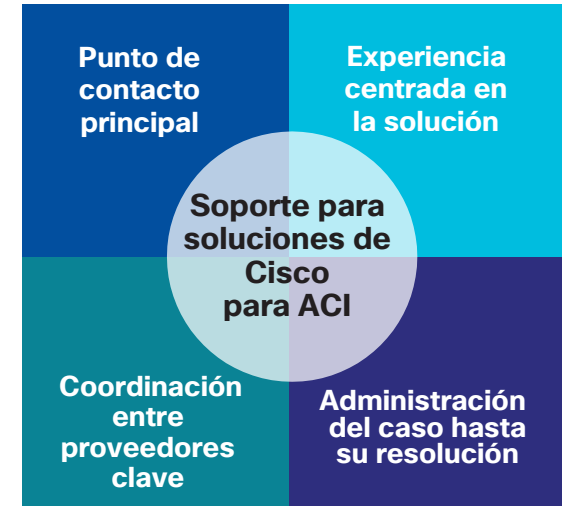 Punto de
contacto
principal
Experiencia
centrada en
la solución
Soporte para
soluciones de
Cisco
para ACI
Coordinación
entre
proveedores
clave
Administración
del caso hasta
su resolución